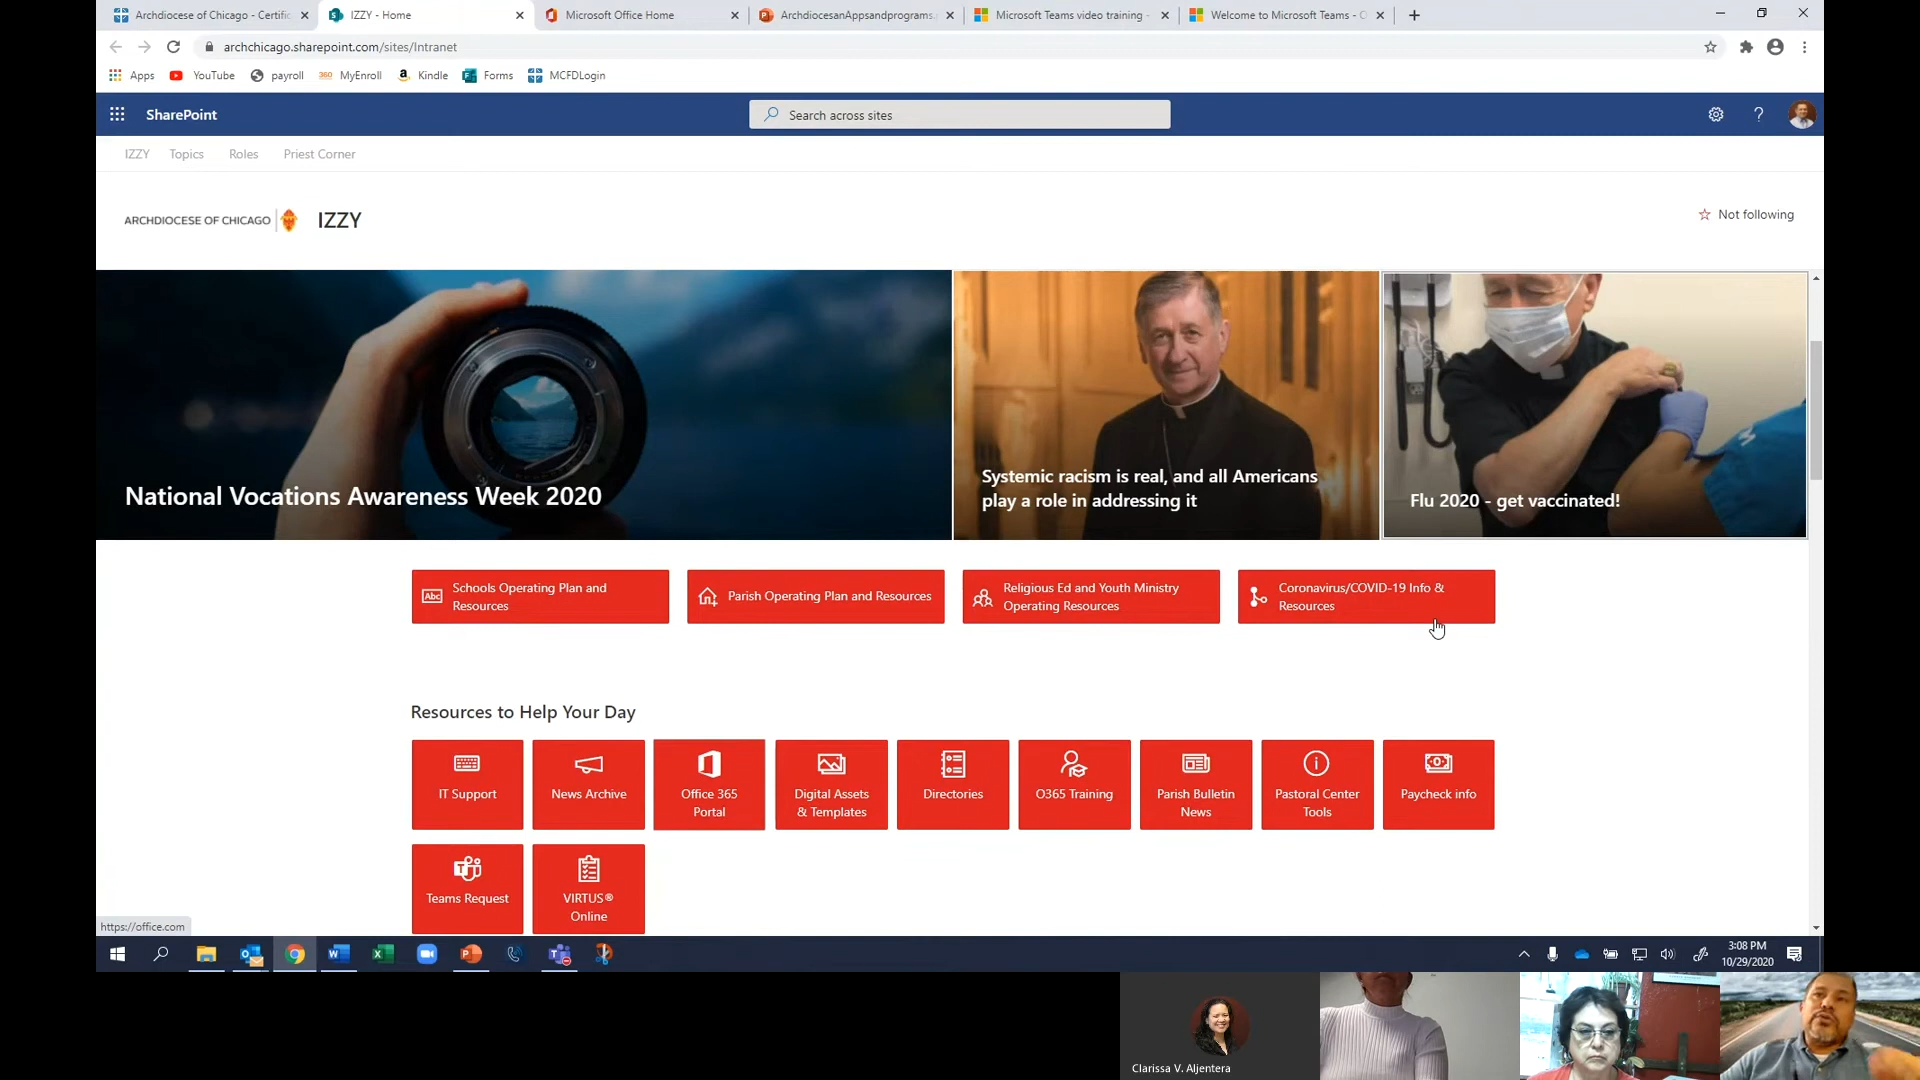 Archdiocese of Chicago - Certific
IZZY - Home
Microsoft Office Home
ArchdiocesanAppsandprograms.
Microsoft Teams video training -
Welcome to Microsoft Teams - C
archchicago.sharepoint.com/sites/Intranet
Apps
YouTube
payroll
360
MyEnroll
Kindle
Forms
MCFDLogin
SharePoint
Search across sites
?
IZZY
Topics
Roles
Priest Corner
ARCHDIOCESE OF CHICAGO
IZZY
Not following
National Vocations Awareness Week 2020
Systemic racism is real, and all Americans
play a role in addressing it
Flu 2020 - get vaccinated!
Abc
Schools Operating Plan and
Resources
Parish Operating Plan and Resources
Religious Ed and Youth Ministry
Operating Resources
Coronavirus/COVID-19 Info &
Resources
Resources to Help Your Day
IT Support
News Archive
Office 365
Portal
Digital Assets
& Templates
Directories
O365 Training
Parish Bulletin
News
Pastoral Center
Tools
Paycheck info
Teams Request
VIRTUS®
Online
https://office.com
3:08 PM
10/29/2020
Clarissa V. Aljentera